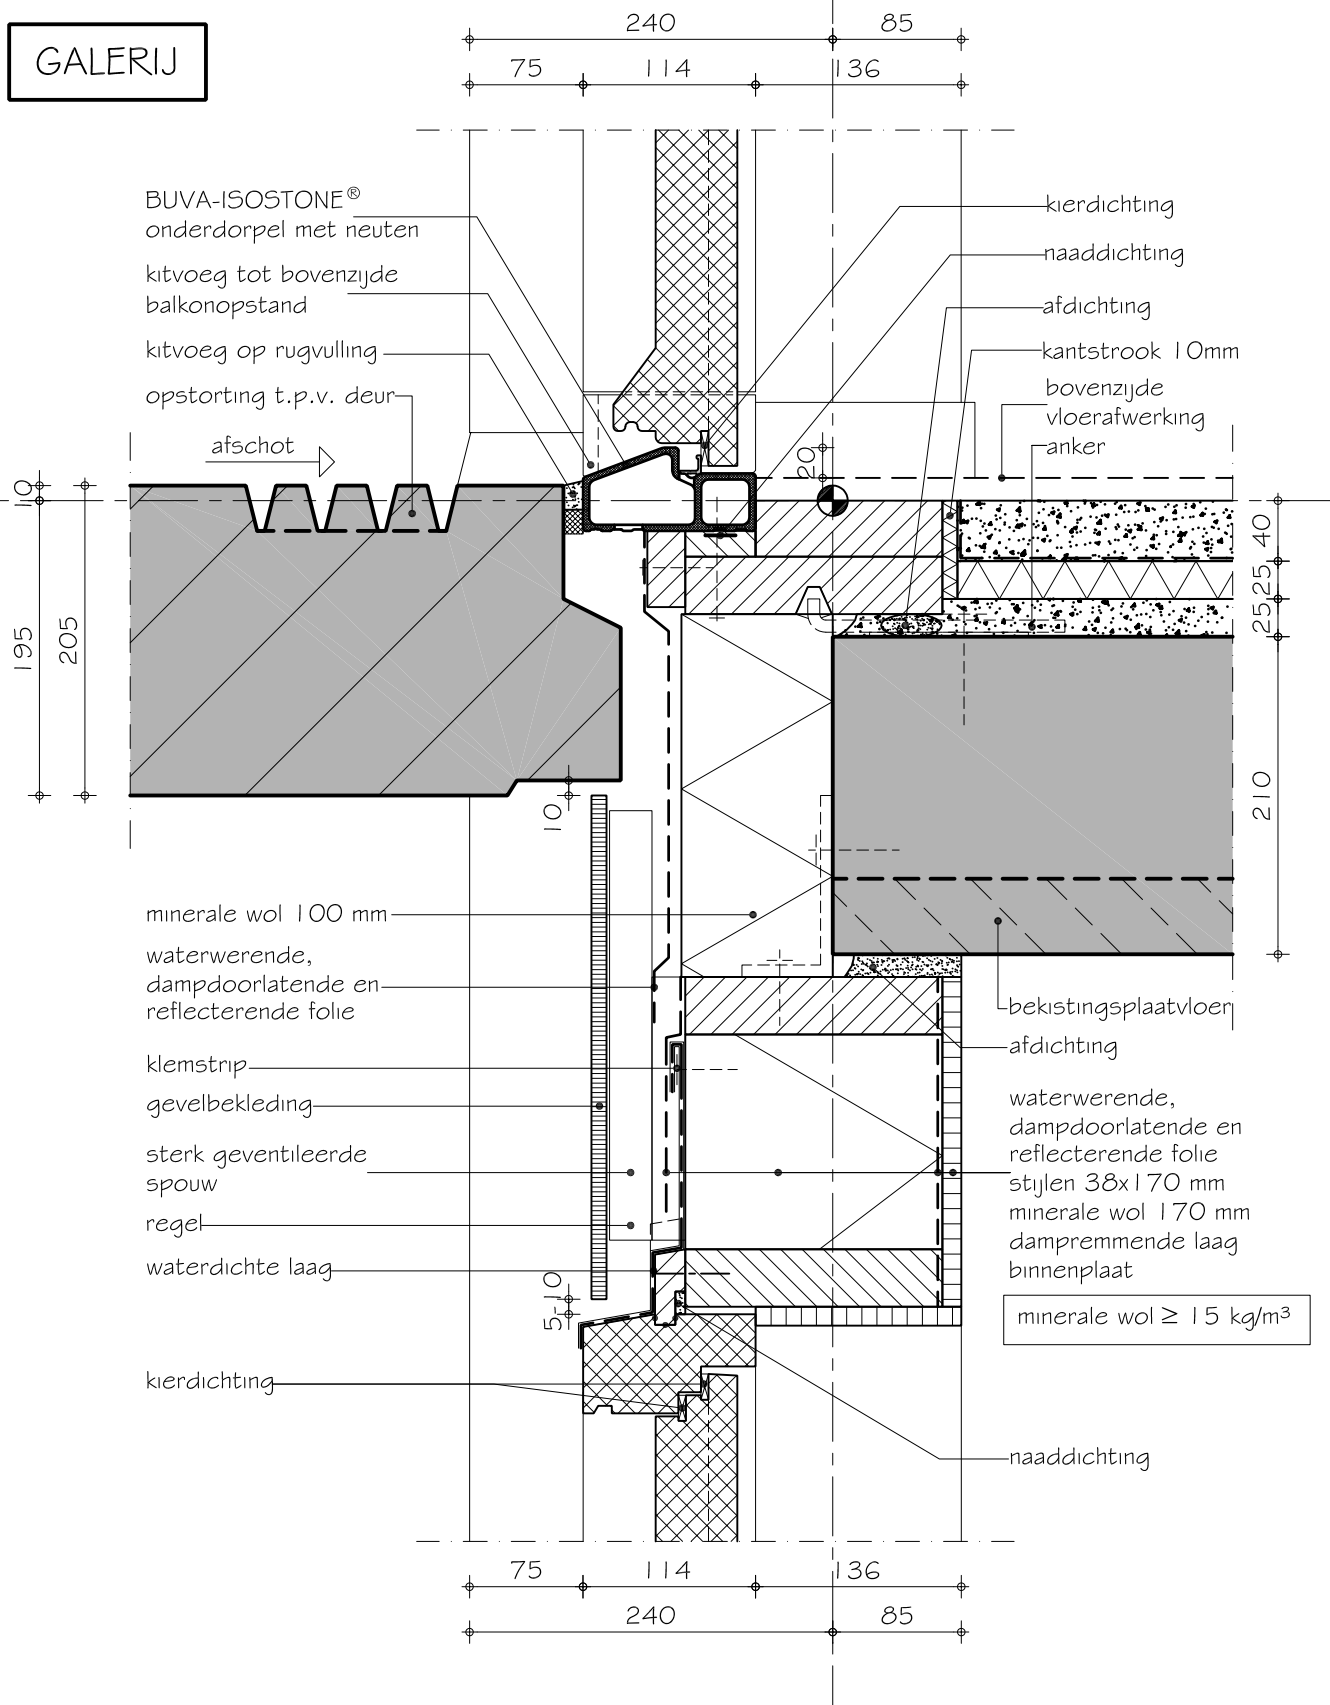 GALERIJ
240
85
75
114
136
BUVA-ISOSTONE®
onderdorpel met neuten
kitvoeg tot bovenzijde
balkonopstand
kitvoeg op rugvulling
opstorting t.p.v. deur
afschot
kierdichting
naaddichting
afdichting
kantstrook 10mm
bovenzijde
vloerafwerking
anker
20
10
195
205
40
25
25
210
10
minerale wol 100 mm
waterwerende,
dampdoorlatende en
reflecterende folie
klemstrip
gevelbekleding
sterk geventileerde
spouw
regel
waterdichte laag
5-10
kierdichting
bekistingsplaatvloer
afdichting
waterwerende,
dampdoorlatende en
reflecterende folie
stijlen 38x170 mm
minerale wol 170 mm
dampremmende laag
binnenplaat
minerale wol ≥ 15 kg/m³
naaddichting
75
114
136
240
85